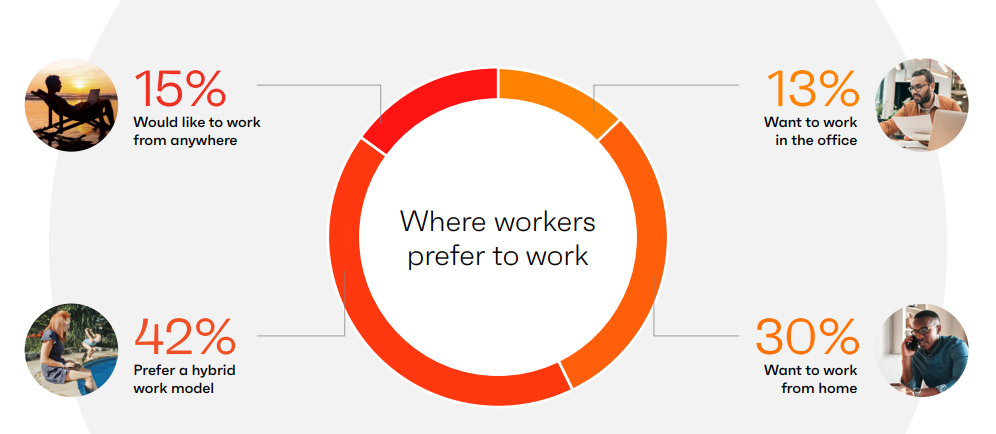 15%
Would like to work
from anywhere
13%
Want to work
in the office
Where workers
prefer to work
42%
Prefer a hybrid
work model
30%
Want to work
from home